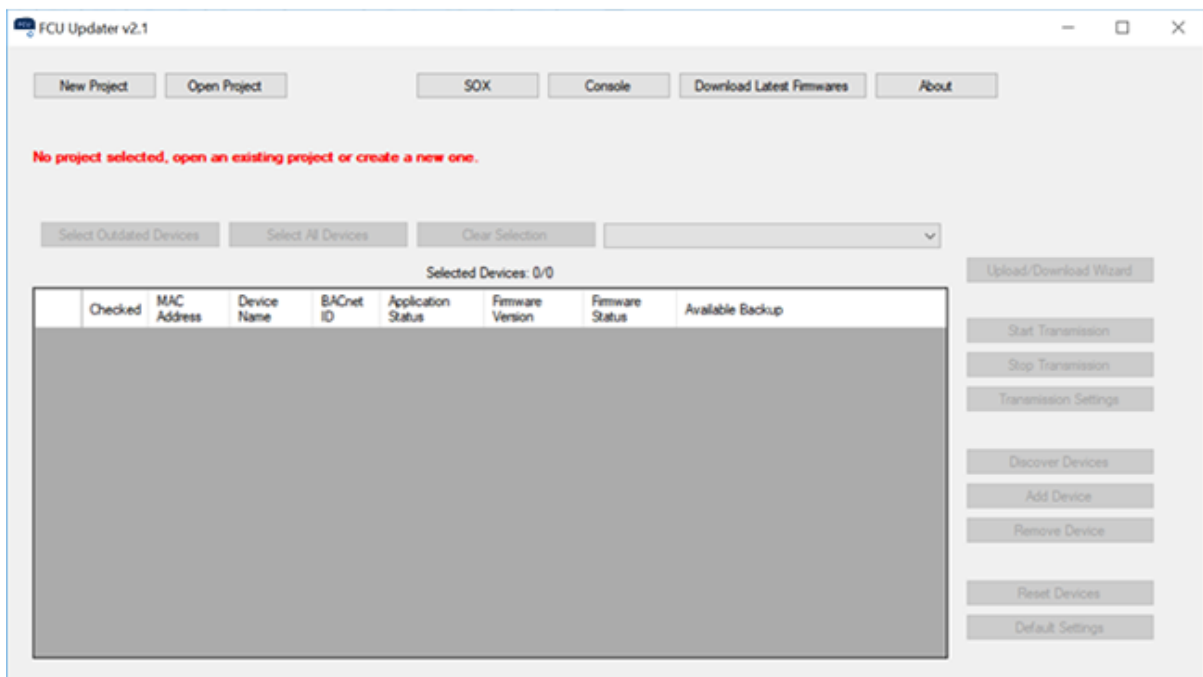 FCU Updater v2.1
New Project Open Project SOX Console Download Latest Firmwares About
No project selected, open an existing project or create a new one.
Select Outdated Devices Select All Devices Clear Selection
Selected Devices: 0/0
Upload/Download Wizard
Checked MAC Address Device Name BACnet ID Application Status Firmware Version Firmware Status Available Backup
Start Transmission
Stop Transmission
Transmission Settings
Discover Devices
Add Device
Remove Device
Reset Devices
Default Settings